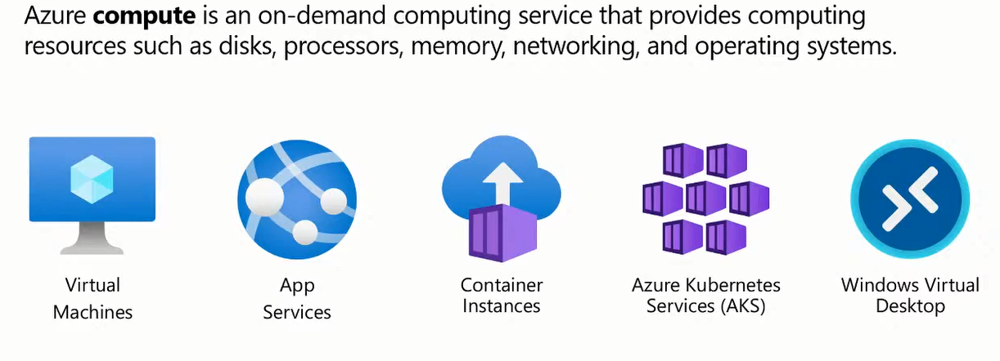 Azure compute is an on-demand computing service that provides computing
resources such as disks, processors, memory, networking, and operating systems.
Virtual
Machines
App
Services
Container
Instances
Azure Kubernetes
Services (AKS)
Windows Virtual
Desktop